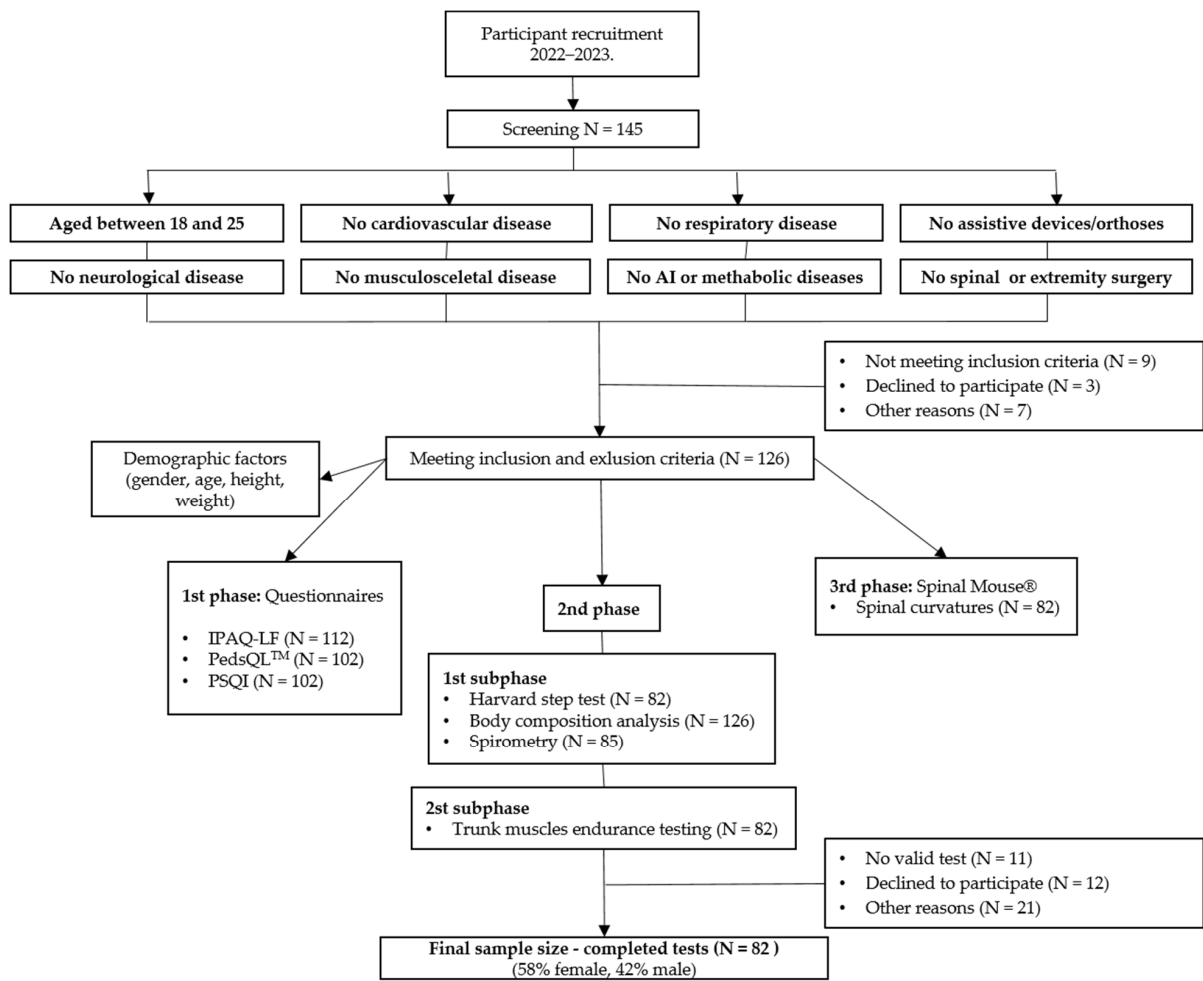 Participant recruitment
2022–2023.
Screening N = 145
Aged between 18 and 25
No cardiovascular disease
No respiratory disease
No assistive devices/orthoses
No neurological disease
No musculosceletal disease
No AI or methabolic diseases
No spinal or extremity surgery
• Not meeting inclusion criteria (N = 9)
• Declined to participate (N = 3)
• Other reasons (N = 7)
Demographic factors
(gender, age, height,
weight)
Meeting inclusion and exlusion criteria (N = 126)
1st phase: Questionnaires
• IPAQ-LF (N = 112)
• PedsQL™ (N = 102)
• PSQI (N = 102)
2nd phase
3rd phase: Spinal Mouse®
• Spinal curvatures (N = 82)
1st subphase
• Harvard step test (N = 82)
• Body composition analysis (N = 126)
• Spirometry (N = 85)
2st subphase
• Trunk muscles endurance testing (N = 82)
• No valid test (N = 11)
• Declined to participate (N = 12)
• Other reasons (N = 21)
Final sample size - completed tests (N = 82 )
(58% female, 42% male)